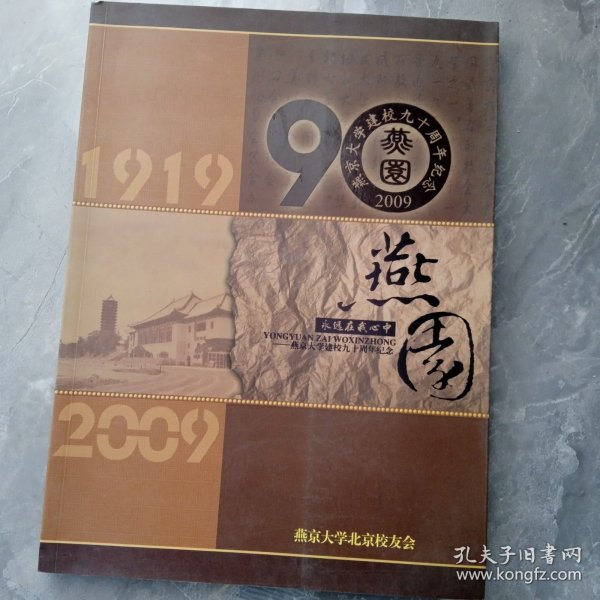 1919
90
燕京大学建校九十周年纪念
燕園
2009
燕園
永远在我心中
YONGYUAN ZAI WOXINZHONG
——燕京大学建校九十周年纪念
2009
燕京大学北京校友会
孔夫子旧书网
www.kongfz.com